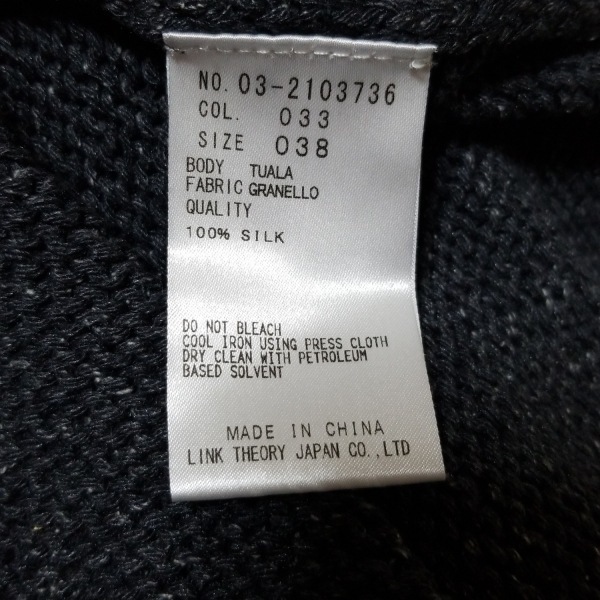 NO. 03-2103736
COL. 033
SIZE 038
BODY TUALA
FABRIC GRANELLO
QUALITY
100% SILK
DO NOT BLEACH
COOL IRON USING PRESS CLOTH
DRY CLEAN WITH PETROLEUM
BASED SOLVENT
MADE IN CHINA
LINK THEORY JAPAN CO.,LTD